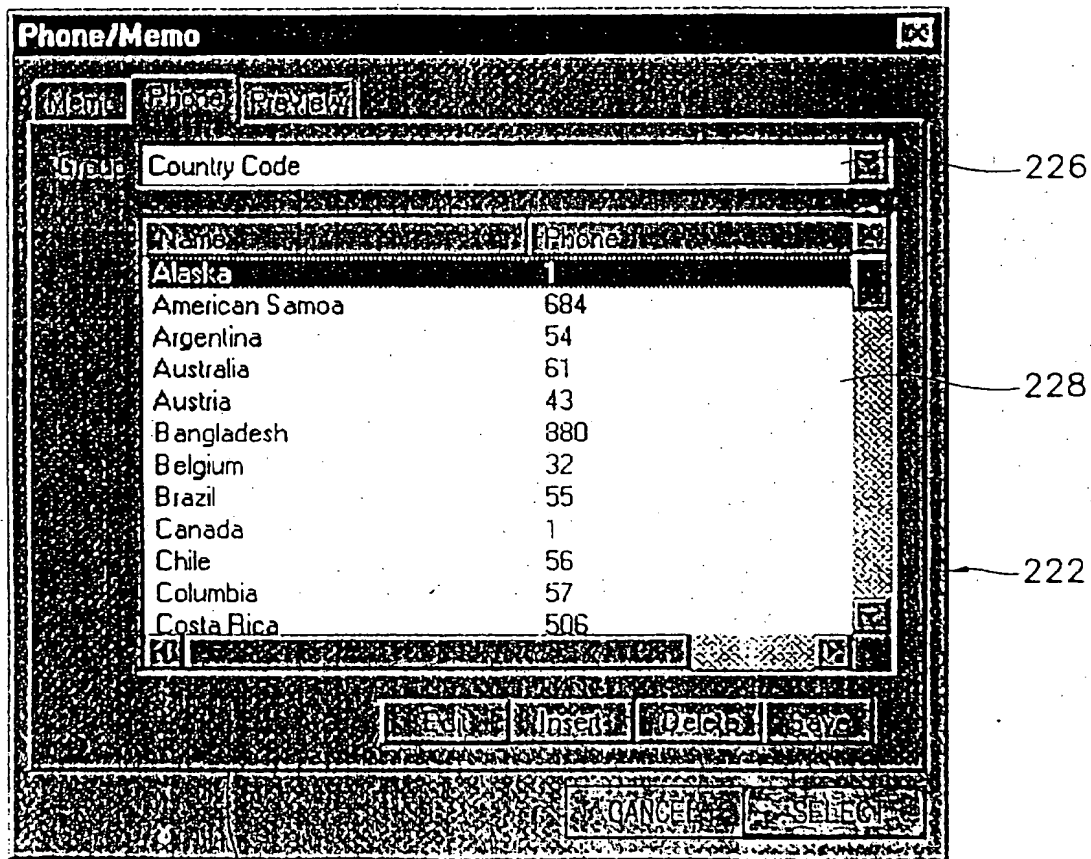 Phone/Memo
Memo Phone Preview
Group Country Code
226
Name Phone
Alaska 1
American Samoa 684
Argentina 54
Australia 61
228
Austria 43
Bangladesh 880
Belgium 32
Brazil 55
Canada 1
Chile 56
222
Columbia 57
Costa Rica 506
Edit Insert Delete Save
CANCEL SELECT